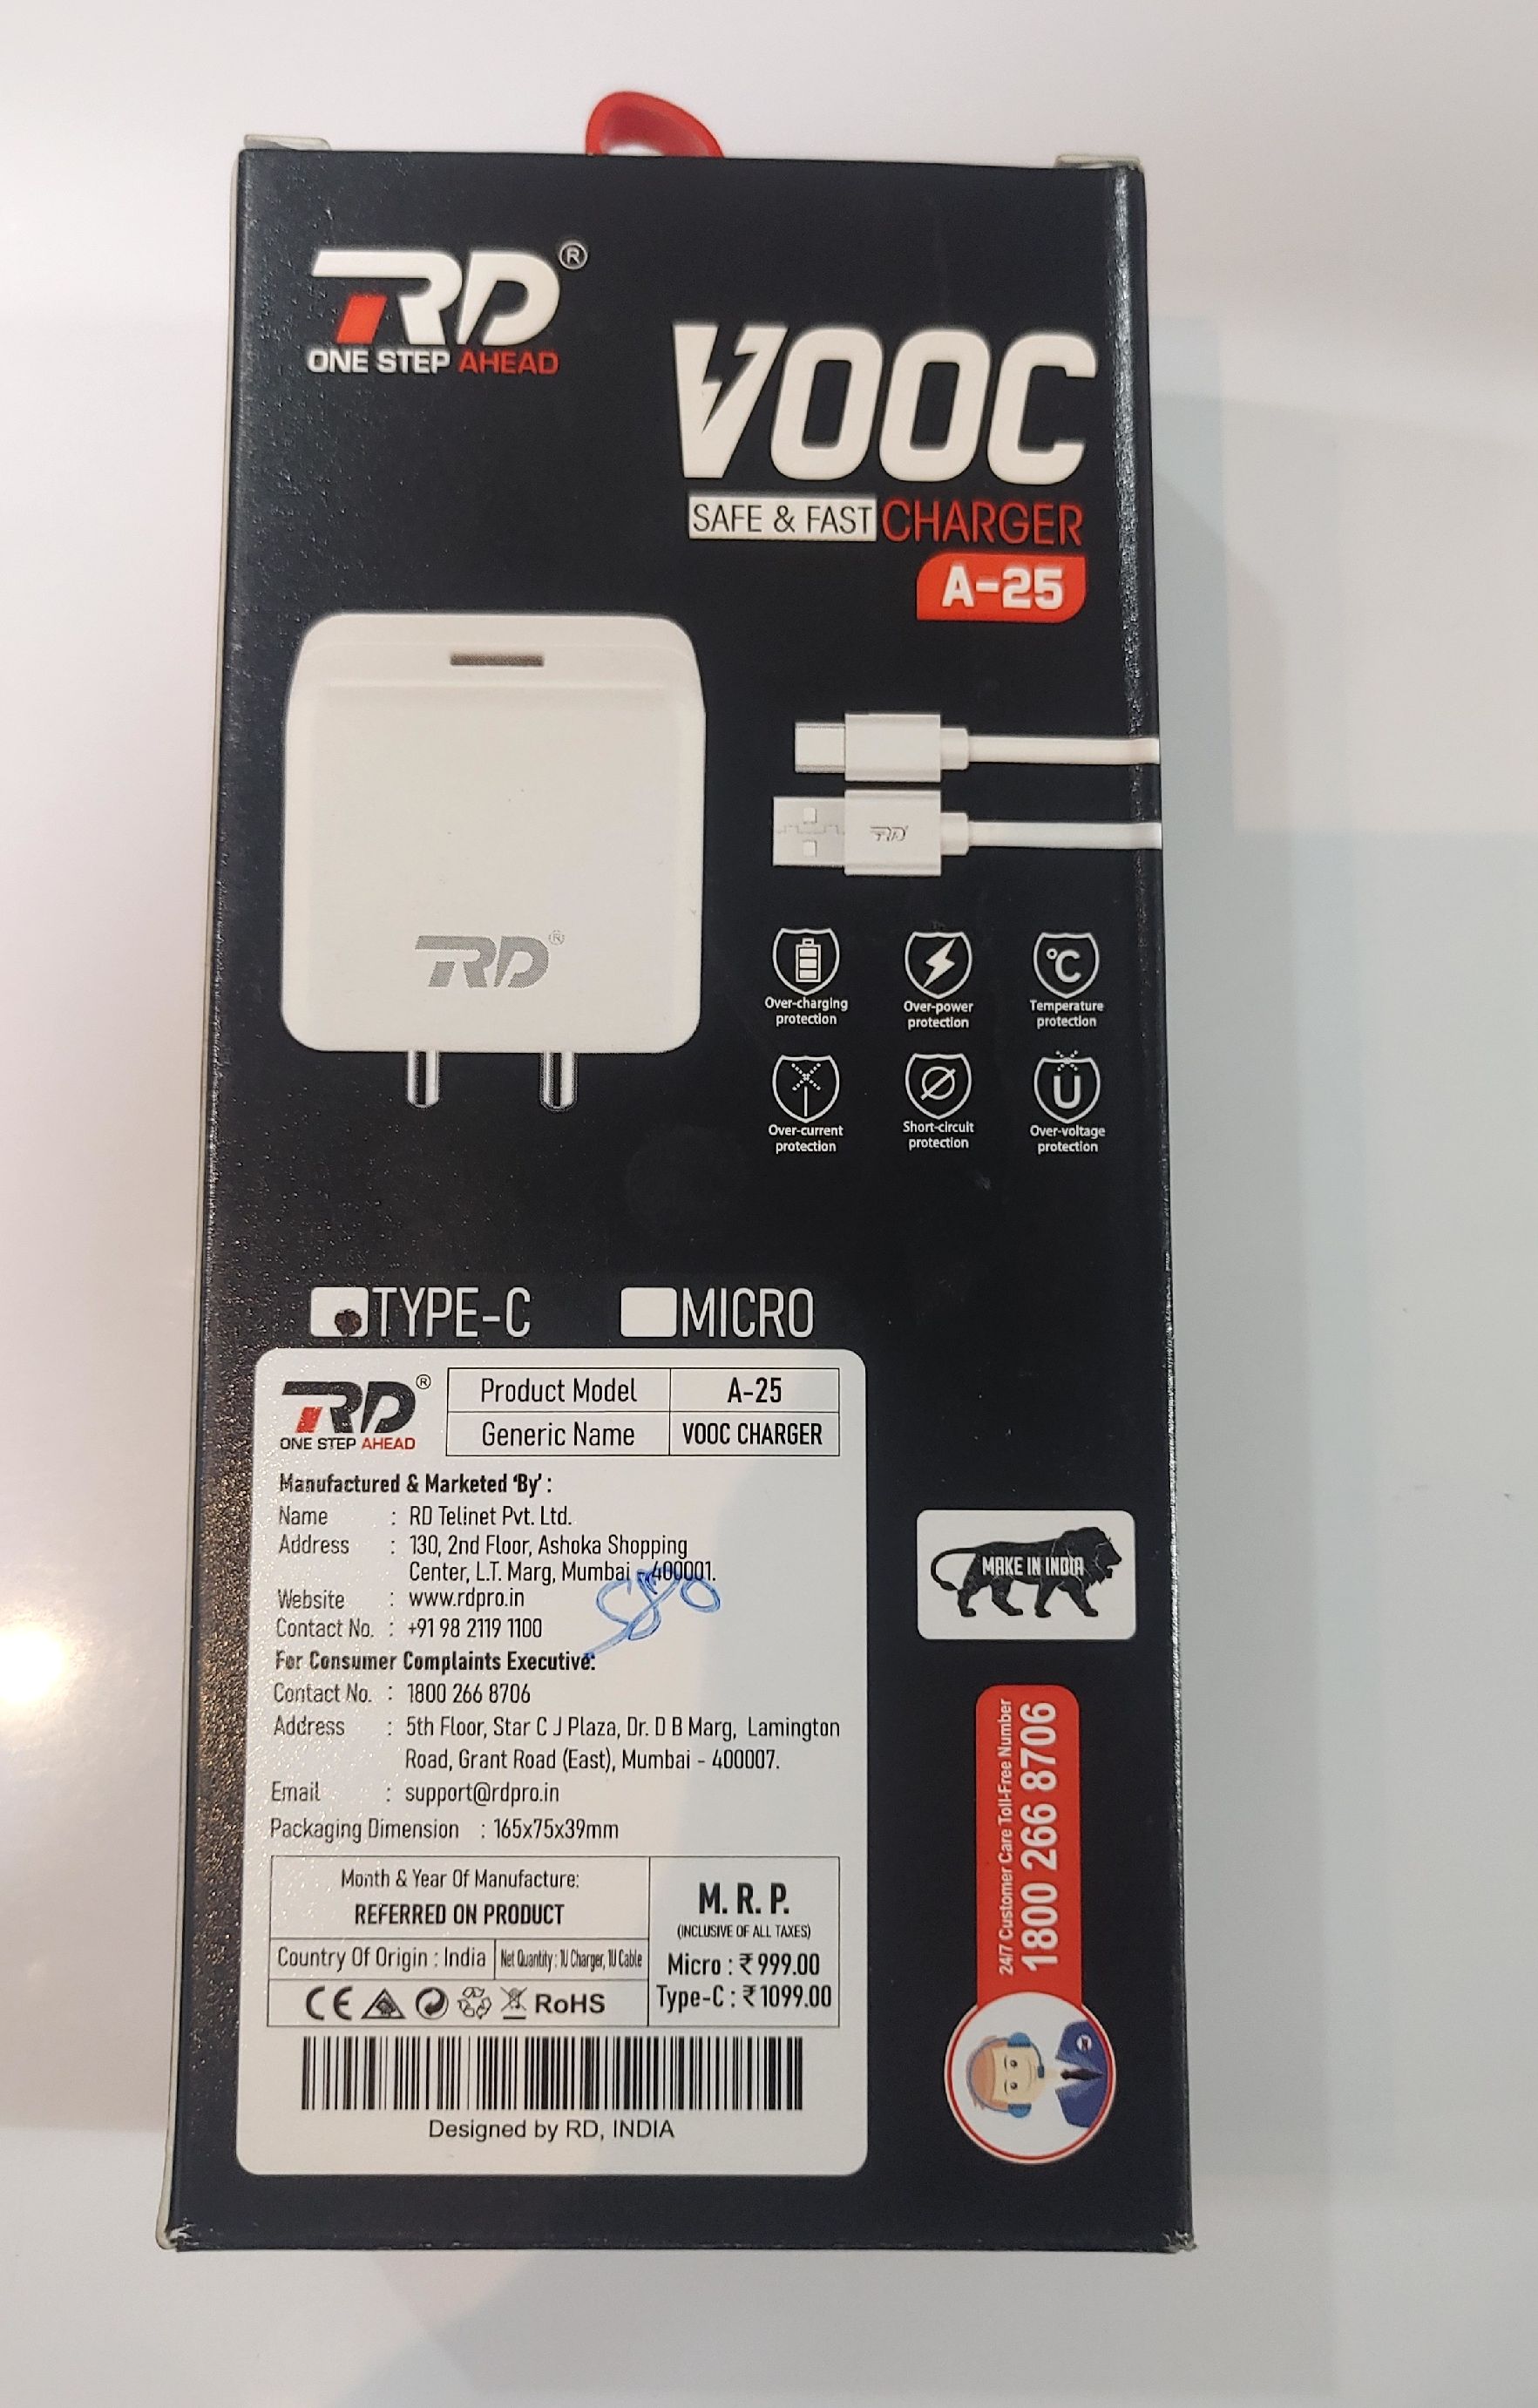 RD®
ONE STEP AHEAD
VOOC
SAFE & FAST CHARGER
A-25
RD
RD®
Over-charging protection
Over-power protection
Temperature protection
Over-current protection
Short-circuit protection
Over-voltage protection
TYPE-C MICRO
RD®
ONE STEP AHEAD
Product Model A-25
Generic Name VOOC CHARGER
Manufactured & Marketed 'By' :
Name : RD Telinet Pvt. Ltd.
Address : 130, 2nd Floor, Ashoka Shopping
Center, L.T. Marg, Mumbai - 400001.
Website : www.rdpro.in
Contact No. : +91 98 2119 1100
For Consumer Complaints Executive:
Contact No. : 1800 266 8706
Address : 5th Floor, Star C J Plaza, Dr. D B Marg, Lamington
Road, Grant Road (East), Mumbai - 400007.
Email : support@rdpro.in
Packaging Dimension : 165x75x39mm
Month & Year Of Manufacture:
REFERRED ON PRODUCT
Country Of Origin : India Net Quantity : 1U Charger, 1U Cable
CE RoHS
M. R. P.
(INCLUSIVE OF ALL TAXES)
Micro : ₹ 999.00
Type-C : ₹ 1099.00
Designed by RD, INDIA
MAKE IN INDIA
24/7 Customer Care Toll-Free Number
1800 266 8706